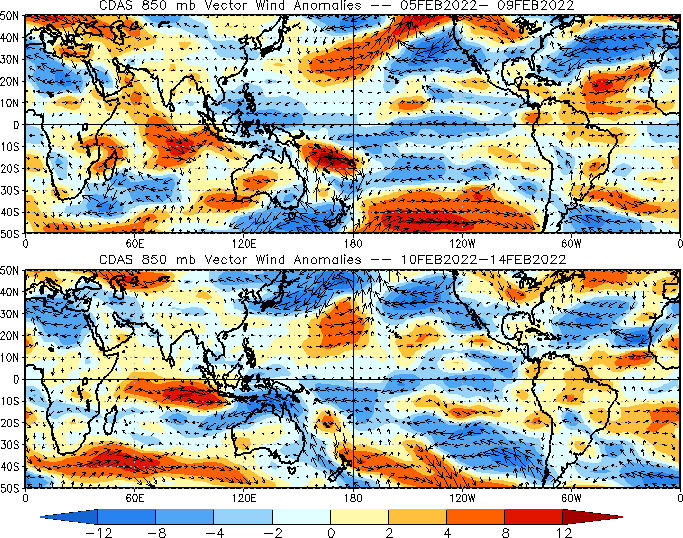 CDAS 850 mb Vector Wind Anomalies -- 05FEB2022- 09FEB2022
50N
40N
30N
20N
10N
0
10S
20S
30S
40S
50S
0 60E 120E 180 120W 60W 0
CDAS 850 mb Vector Wind Anomalies -- 10FEB2022-14FEB2022
50N
40N
30N
20N
10N
0
10S
20S
30S
40S
50S
0 60E 120E 180 120W 60W 0
-12 -8 -4 -2 0 2 4 8 12